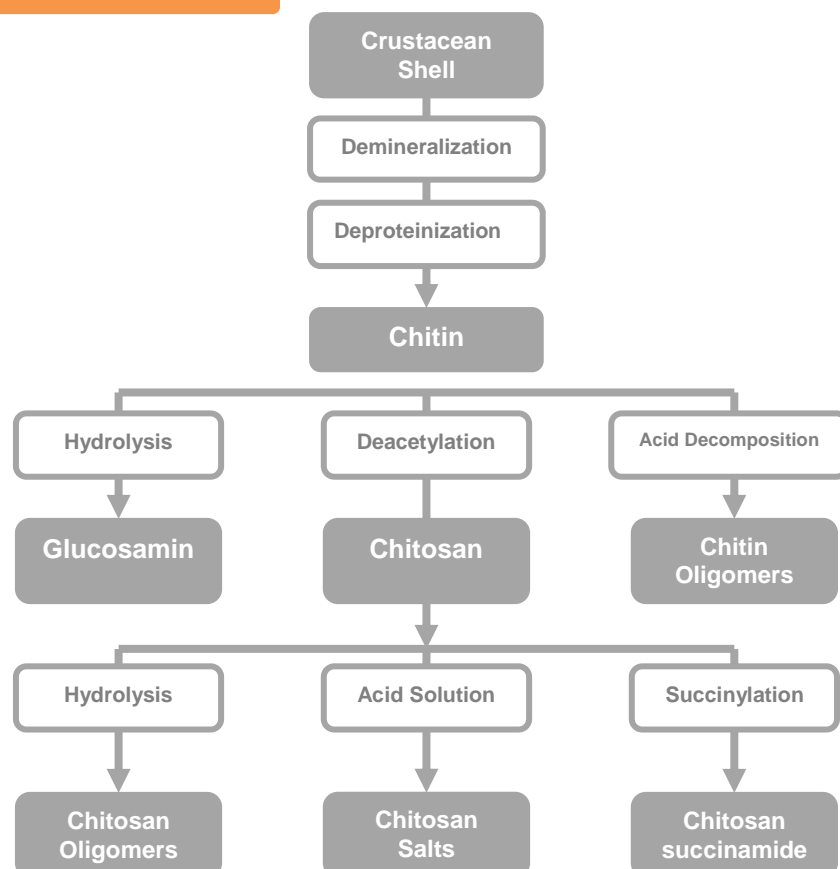 Crustacean
Shell
Demineralization
Deproteinization
Chitin
Hydrolysis
Deacetylation
Acid Decomposition
Glucosamin
Chitosan
Chitin
Oligomers
Hydrolysis
Acid Solution
Succinylation
Chitosan
Oligomers
Chitosan
Salts
Chitosan
succinamide